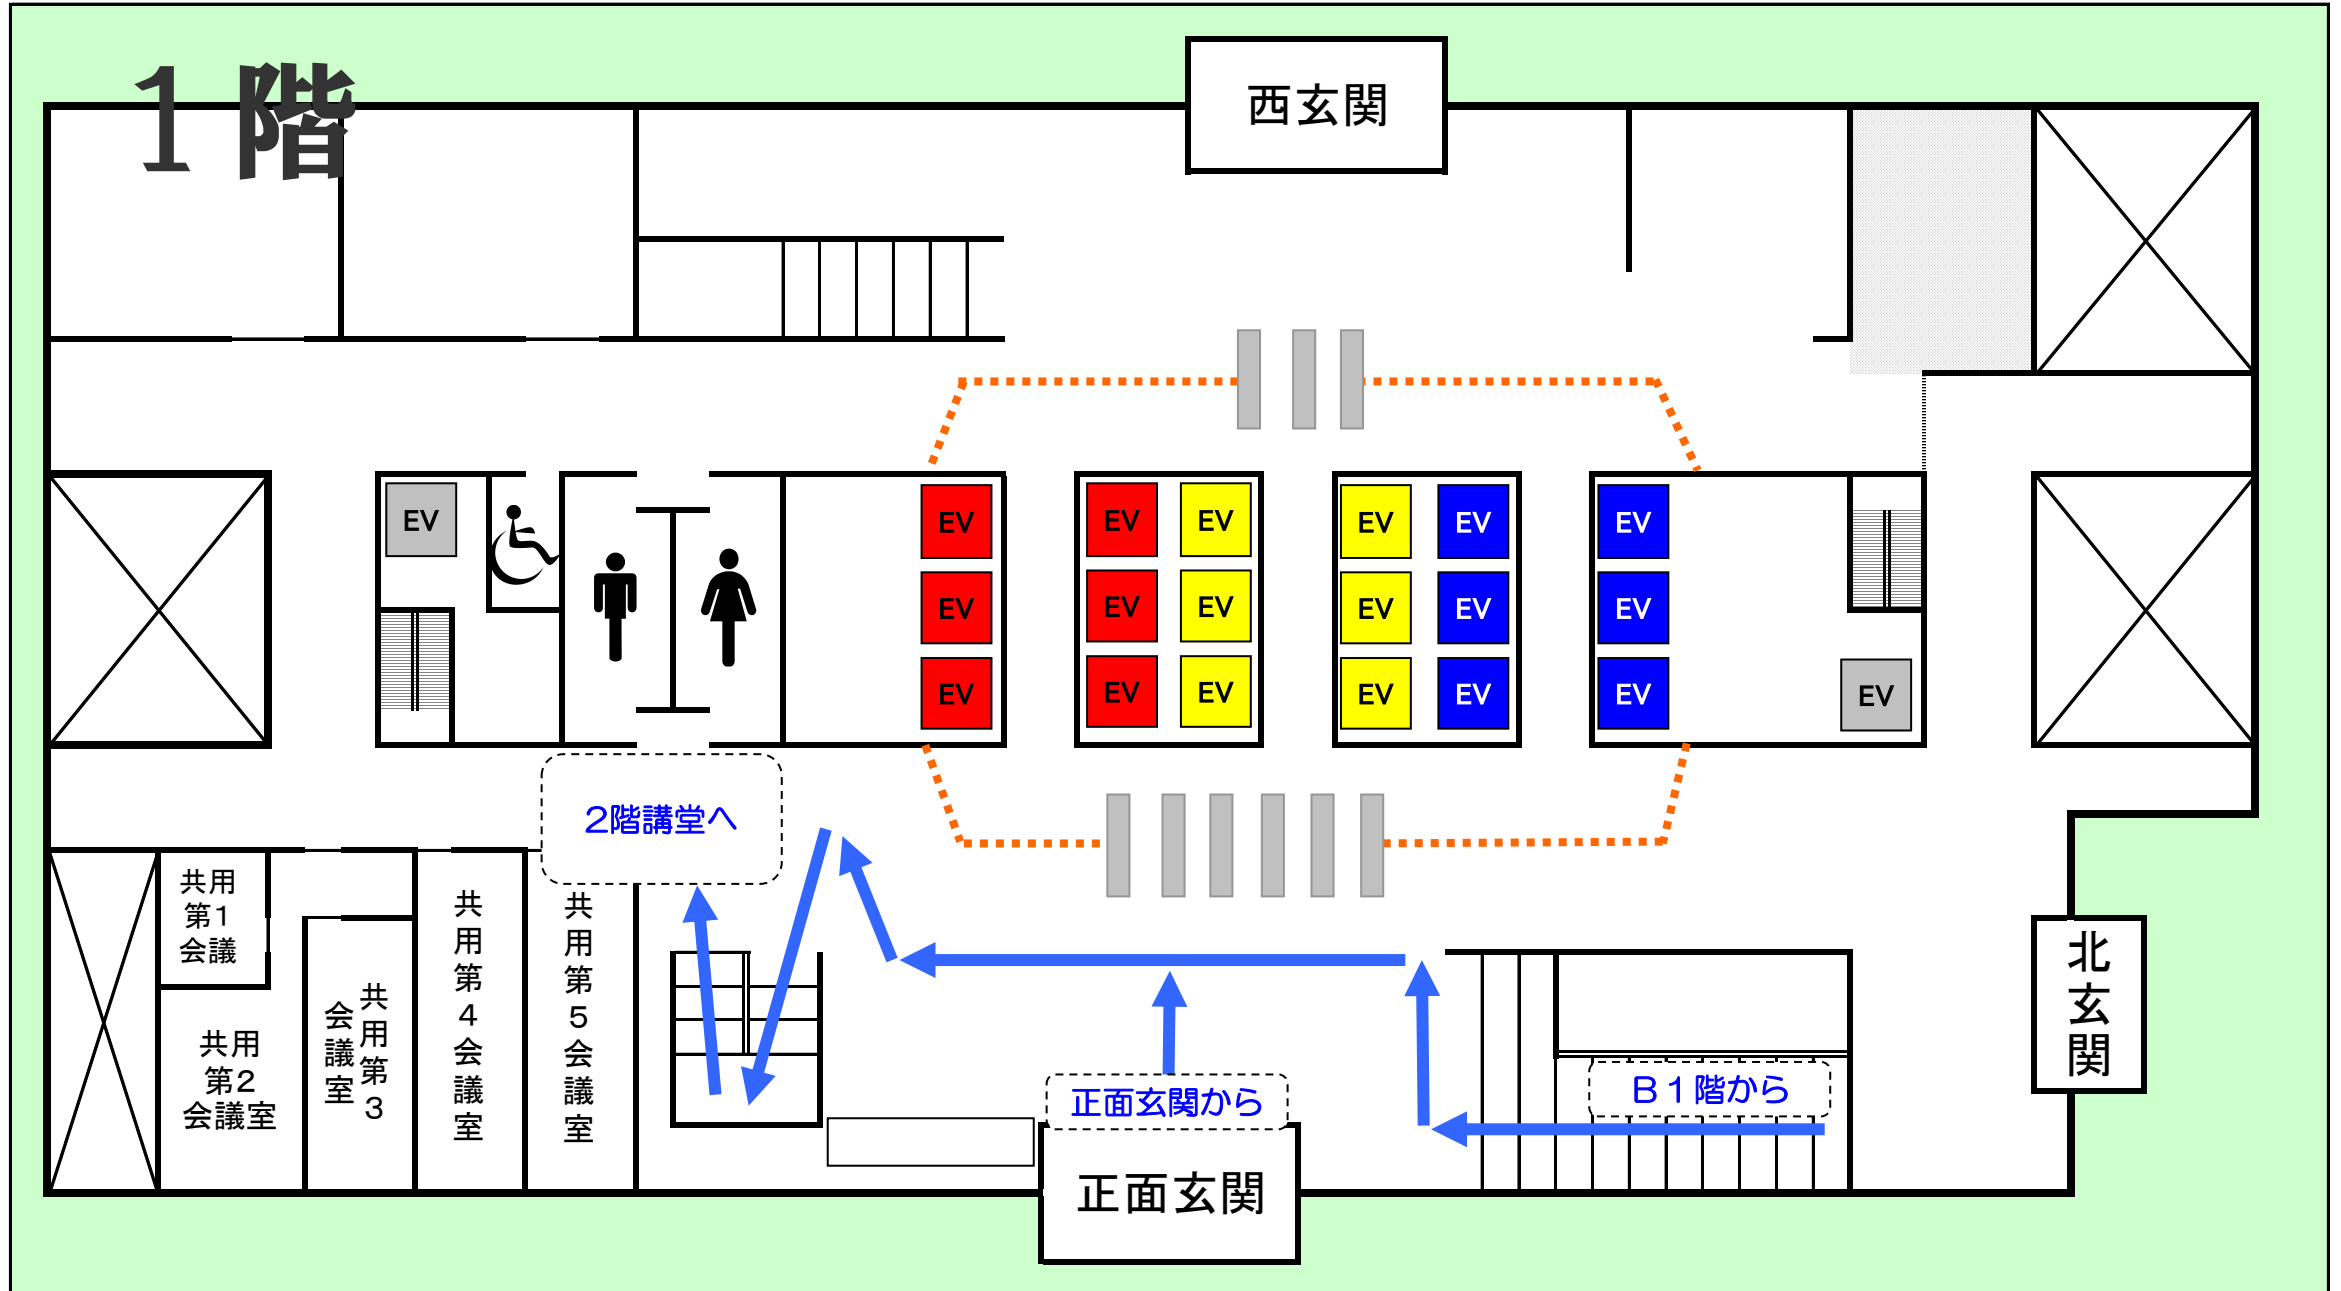 1階
西玄関
EV
EV EV EV EV EV EV
EV EV EV EV EV EV
EV EV EV EV EV EV
EV
2階講堂へ
共用
第1
会議
共用
第2
会議室
共用第3
会議室
共用第4会議室
共用第5会議室
北玄関
B1階から
正面玄関から
正面玄関